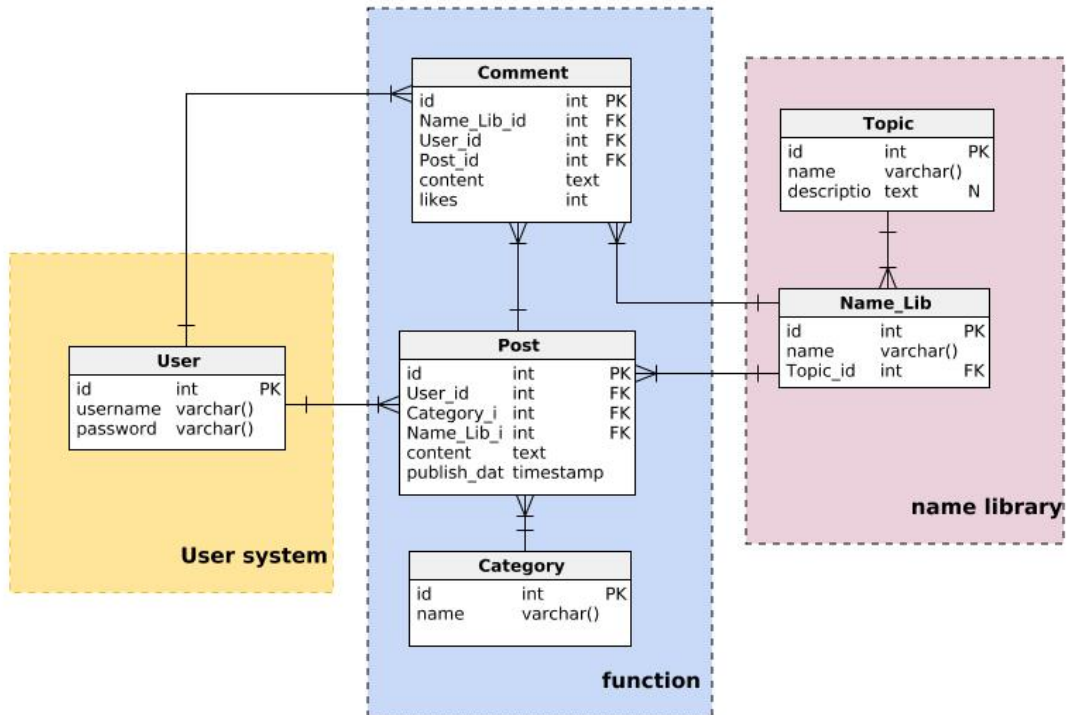 Comment
id int PK
Name_Lib_id int FK
User_id int FK
Post_id int FK
content text
likes int
Topic
id int PK
name varchar()
descriptio text N
Name_Lib
id int PK
name varchar()
Topic_id int FK
name library
User
id int PK
username varchar()
password varchar()
User system
Post
id int PK
User_id int FK
Category_i int FK
Name_Lib_i int FK
content text
publish_dat timestamp
Category
id int PK
name varchar()
function